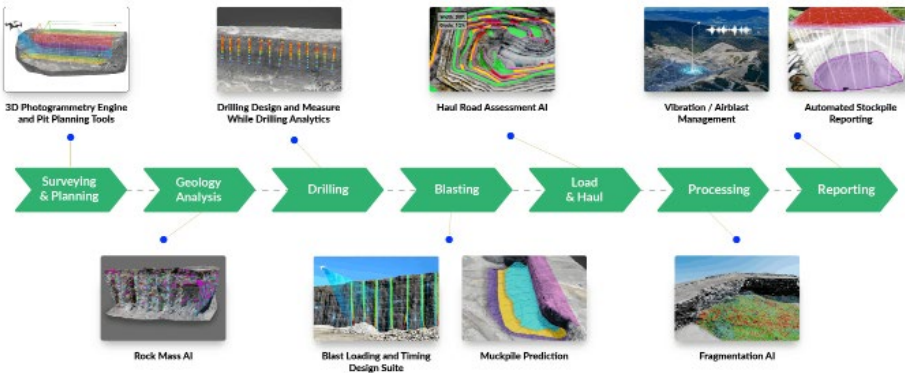 3D Photogrammetry Engine
and Pit Planning Tools
Drilling Design and Measure
While Drilling Analytics
Haul Road Assessment AI
Vibration / Airblast
Management
Automated Stockpile
Reporting
Surveying
& Planning
Geology
Analysis
Drilling
Blasting
Load
& Haul
Processing
Reporting
Rock Mass AI
Blast Loading and Timing
Design Suite
Muckpile Prediction
Fragmentation AI